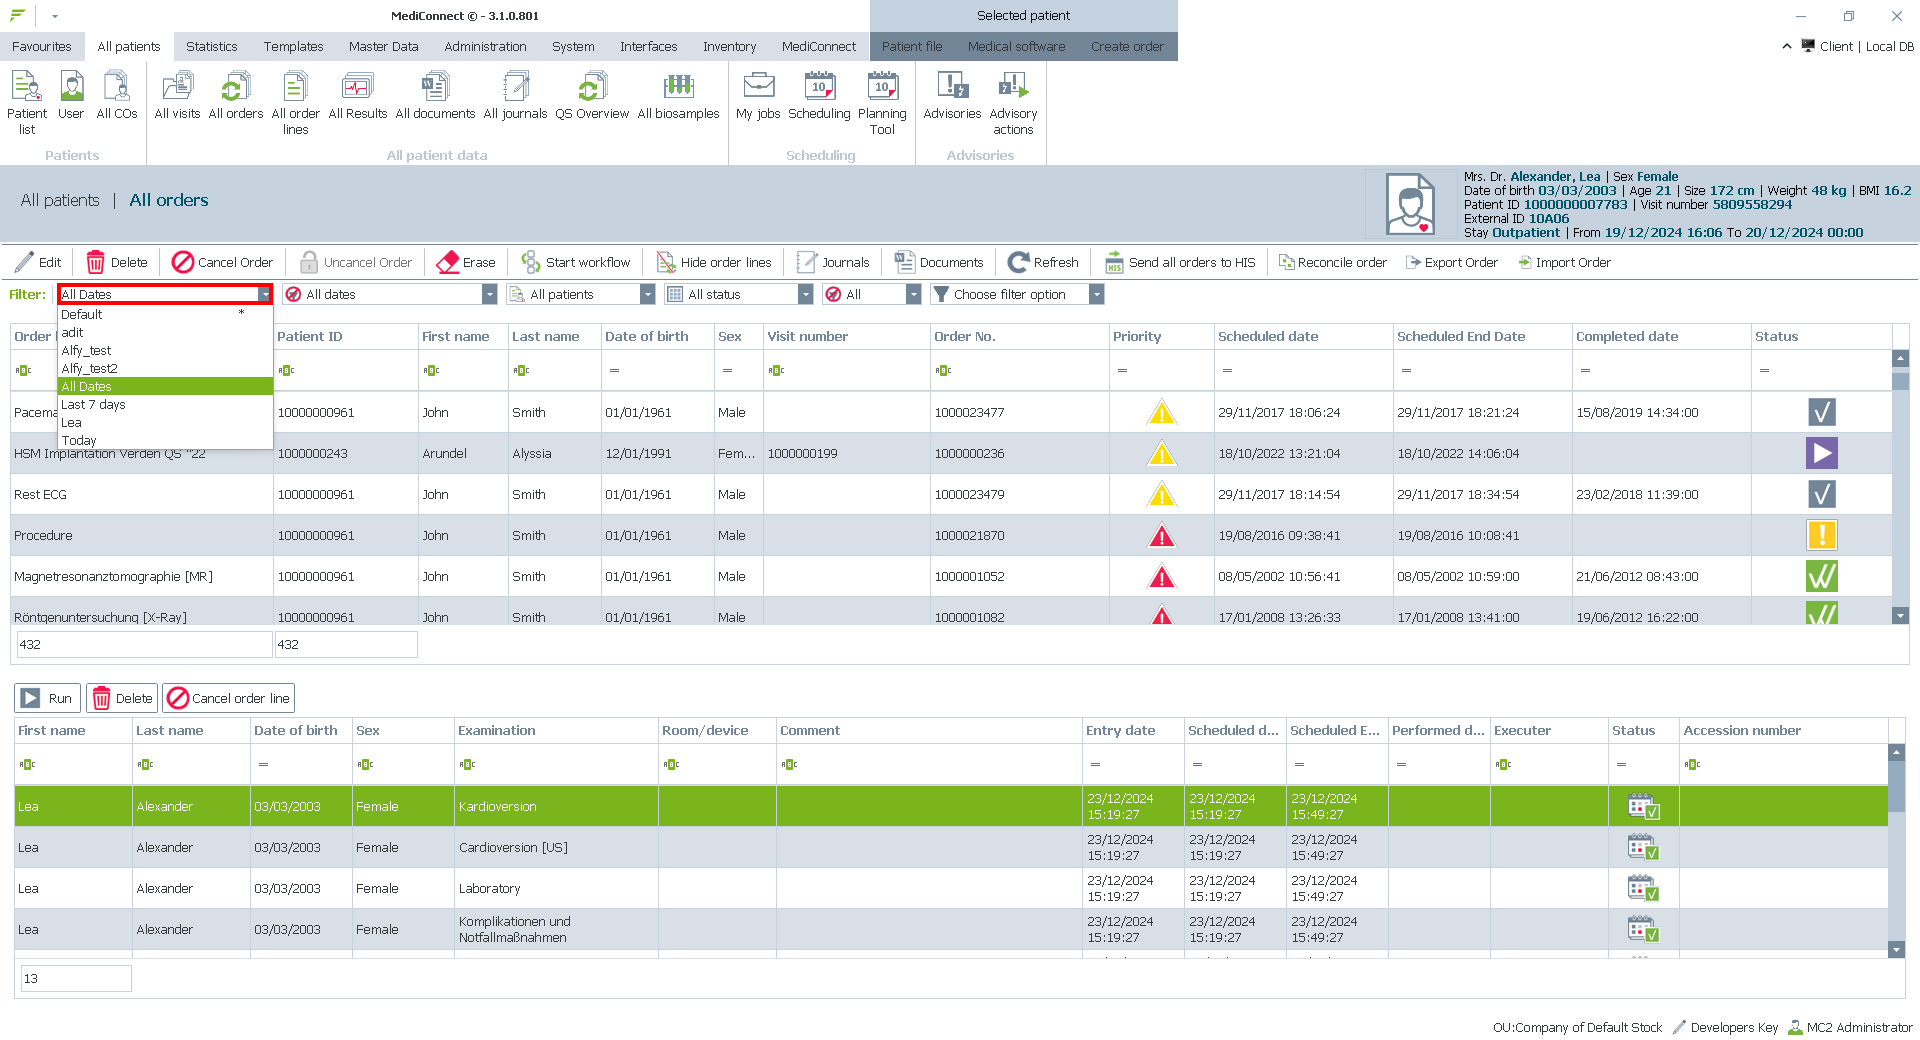 MediConnect © - 3.1.0.801
Selected patient
Favourites All patients Statistics Templates Master Data Administration System Interfaces Inventory MediConnect Patient file Medical software Create order
Client | Local DB
Patient list
User
All COs
All visits
All orders
All order lines
All Results
All documents
All journals
QS Overview
All biosamples
My jobs
Scheduling
Planning Tool
Advisories
Advisory actions
Patients
All patient data
Scheduling
Advisories
All patients | All orders
Mrs. Dr. Alexander, Lea | Sex Female
Date of birth 03/03/2003 | Age 21 | Size 172 cm | Weight 48 kg | BMI 16.2
Patient ID 1000000007783 | Visit number 5809558294
External ID 10A06
Stay Outpatient | From 19/12/2024 16:06 To 20/12/2024 00:00
Edit Delete Cancel Order Uncancel Order Erase Start workflow Hide order lines Journals Documents Refresh Send all orders to HIS Reconcile order Export Order Import Order
Filter: All Dates All dates All patients All status All Choose filter option
Default *
adit
Alfy_test
Alfy_test2
All Dates
Last 7 days
Lea
Today
Order Patient ID First name Last name Date of birth Sex Visit number Order No. Priority Scheduled date Scheduled End Date Completed date Status
Pacema 10000000961 John Smith 01/01/1961 Male 1000023477 29/11/2017 18:06:24 29/11/2017 18:21:24 15/08/2019 14:34:00
HSM Implantation Verden QS "22 1000000243 Arundel Alyssia 12/01/1991 Fem... 1000000199 1000000236 18/10/2022 13:21:04 18/10/2022 14:06:04
Rest ECG 10000000961 John Smith 01/01/1961 Male 1000023479 29/11/2017 18:14:54 29/11/2017 18:34:54 23/02/2018 11:39:00
Procedure 10000000961 John Smith 01/01/1961 Male 1000021870 19/08/2016 09:38:41 19/08/2016 10:08:41
Magnetresonanztomographie [MR] 10000000961 John Smith 01/01/1961 Male 1000001052 08/05/2002 10:56:41 08/05/2002 10:59:00 21/06/2012 08:43:00
Röntgenuntersuchung [X-Ray] 10000000961 John Smith 01/01/1961 Male 1000001082 17/01/2008 13:26:33 17/01/2008 13:41:00 19/06/2012 16:22:00
432 432
Run Delete Cancel order line
First name Last name Date of birth Sex Examination Room/device Comment Entry date Scheduled d... Scheduled E... Performed d... Executer Status Accession number
Lea Alexander 03/03/2003 Female Kardioversion 23/12/2024 15:19:27 23/12/2024 15:19:27 23/12/2024 15:49:27
Lea Alexander 03/03/2003 Female Cardioversion [US] 23/12/2024 15:19:27 23/12/2024 15:19:27 23/12/2024 15:49:27
Lea Alexander 03/03/2003 Female Laboratory 23/12/2024 15:19:27 23/12/2024 15:19:27 23/12/2024 15:49:27
Lea Alexander 03/03/2003 Female Komplikationen und Notfallmaßnahmen 23/12/2024 15:19:27 23/12/2024 15:19:27 23/12/2024 15:49:27
13
OU:Company of Default Stock Developers Key MC2 Administrator